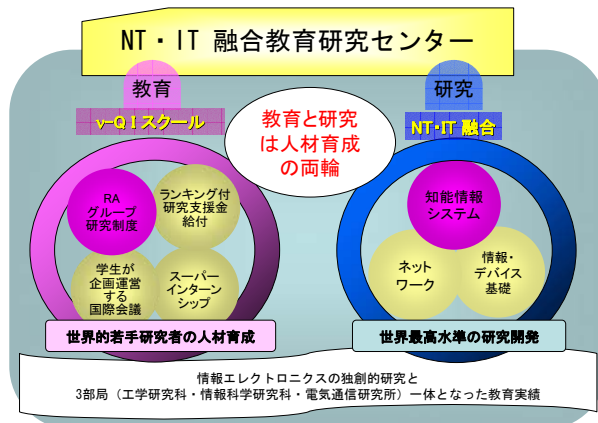 NT・IT 融合教育研究センター
教育
ν-QIスクール
教育と研究
は人材育成
の両輪
研究
NT・IT 融合
RA
グループ
研究制度
ランキング付
研究支援金
給付
学生が
企画運営
する
国際会議
スーパー
インターン
シップ
世界的若手研究者の人材育成
知能情報
システム
ネット
ワーク
情報・
デバイス
基礎
世界最高水準の研究開発
情報エレクトロニクスの独創的研究と
3部局（工学研究科・情報科学研究科・電気通信研究所）一体となった教育実績